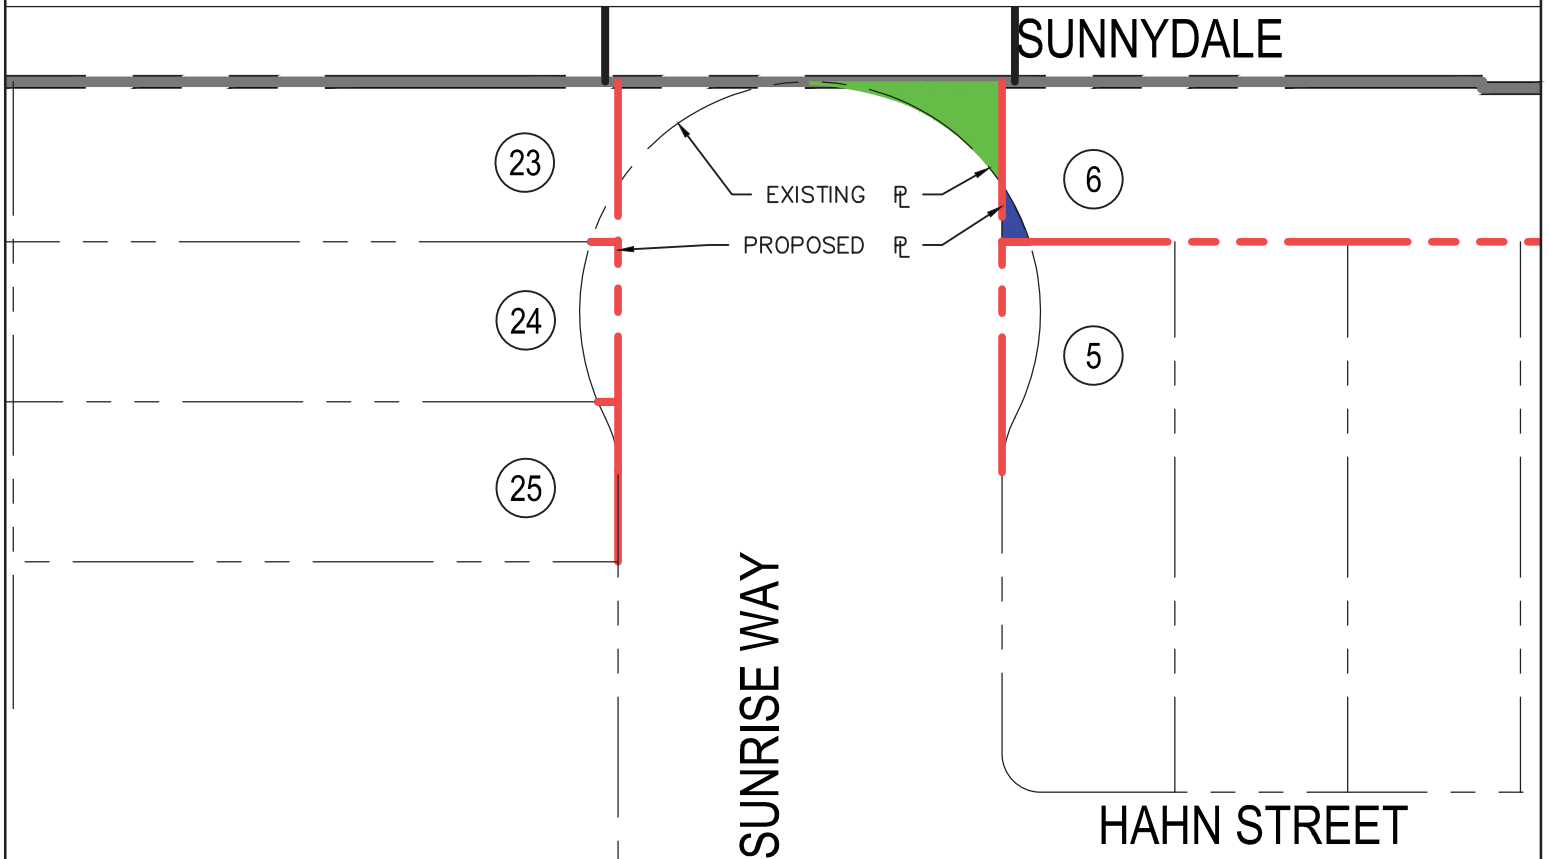 SUNNYDALE
23
6
EXISTING ⅊
PROPOSED ⅊
24
5
25
SUNRISE WAY
HAHN STREET